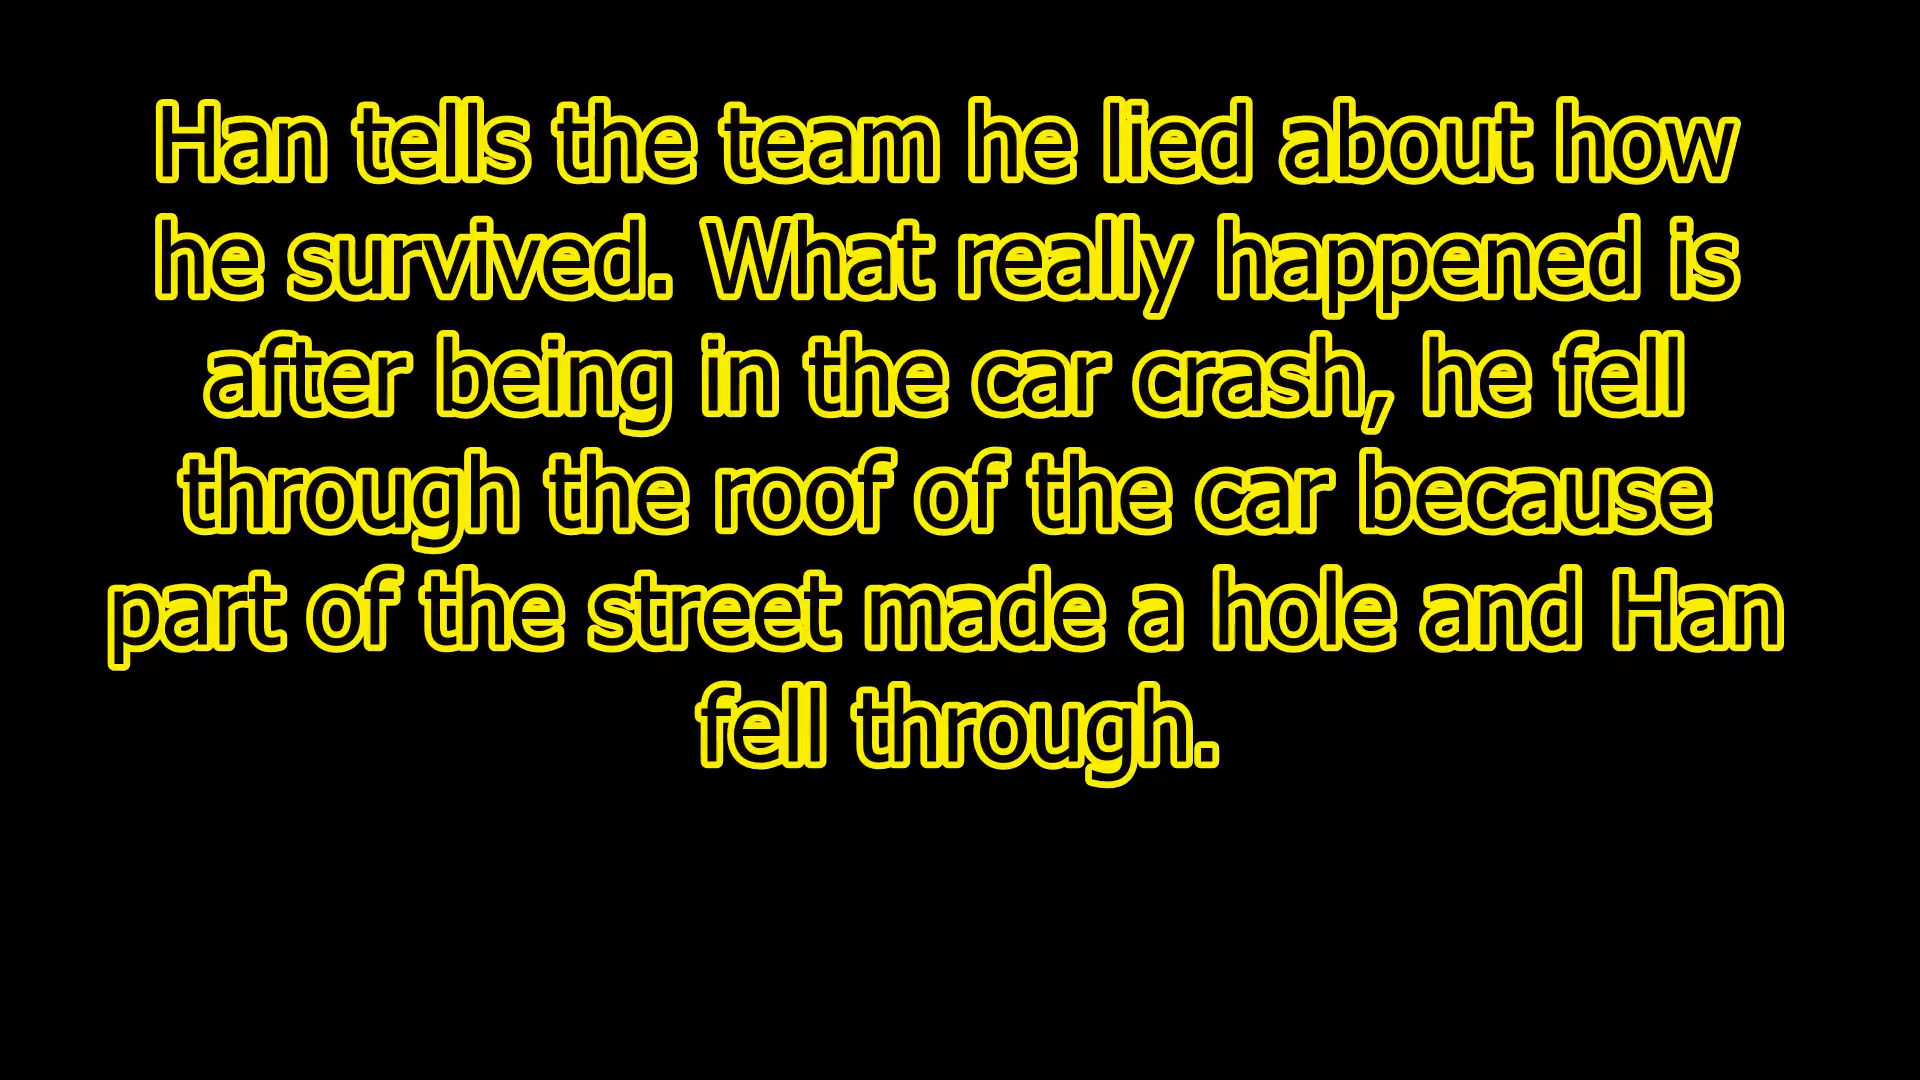 Han tells the team he lied about how
he survived. What really happened is
after being in the car crash, he fell
through the roof of the car because
part of the street made a hole and Han
fell through.